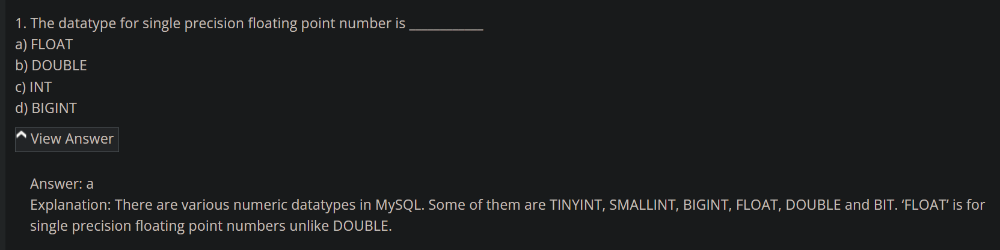 1. The datatype for single precision floating point number is ____________
a) FLOAT
b) DOUBLE
c) INT
d) BIGINT
View Answer
Answer: a
Explanation: There are various numeric datatypes in MySQL. Some of them are TINYINT, SMALLINT, BIGINT, FLOAT, DOUBLE and BIT. ‘FLOAT’ is for
single precision floating point numbers unlike DOUBLE.